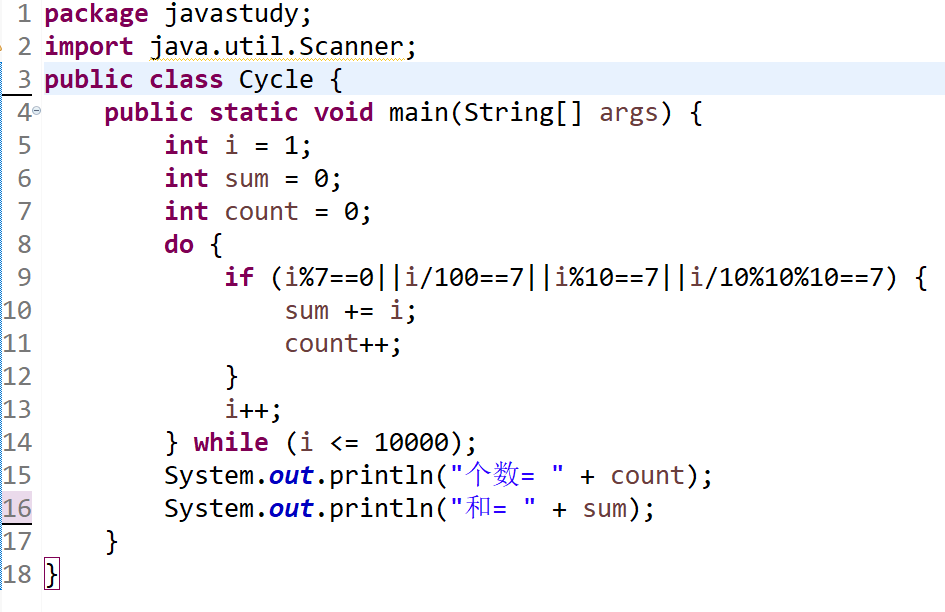 1 package javastudy;
2 import java.util.Scanner;
3 public class Cycle {
4 public static void main(String[] args) {
5 int i = 1;
6 int sum = 0;
7 int count = 0;
8 do {
9 if (i%7==0||i/100==7||i%10==7||i/10%10%10==7) {
10 sum += i;
11 count++;
12 }
13 i++;
14 } while (i <= 10000);
15 System.out.println("个数= " + count);
16 System.out.println("和= " + sum);
17 }
18 }